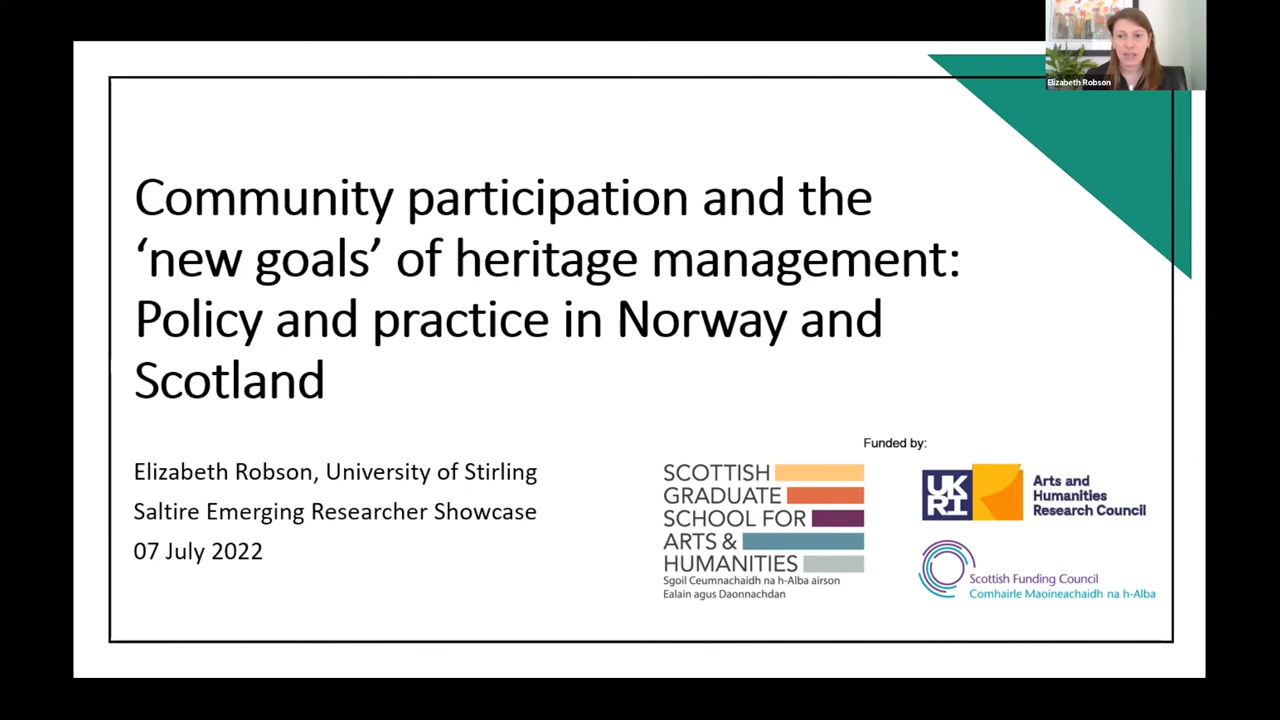 Elizabeth Robson
Community participation and the
‘new goals’ of heritage management:
Policy and practice in Norway and
Scotland
Elizabeth Robson, University of Stirling
Saltire Emerging Researcher Showcase
07 July 2022
Funded by:
SCOTTISH
GRADUATE
SCHOOL FOR
ARTS &
HUMANITIES
Sgoil Ceumnachaidh na h-Alba airson
Ealain agus Daonnachdan
UK
RI
Arts and
Humanities
Research Council
Scottish Funding Council
Comhairle Maoineachaidh na h-Alba